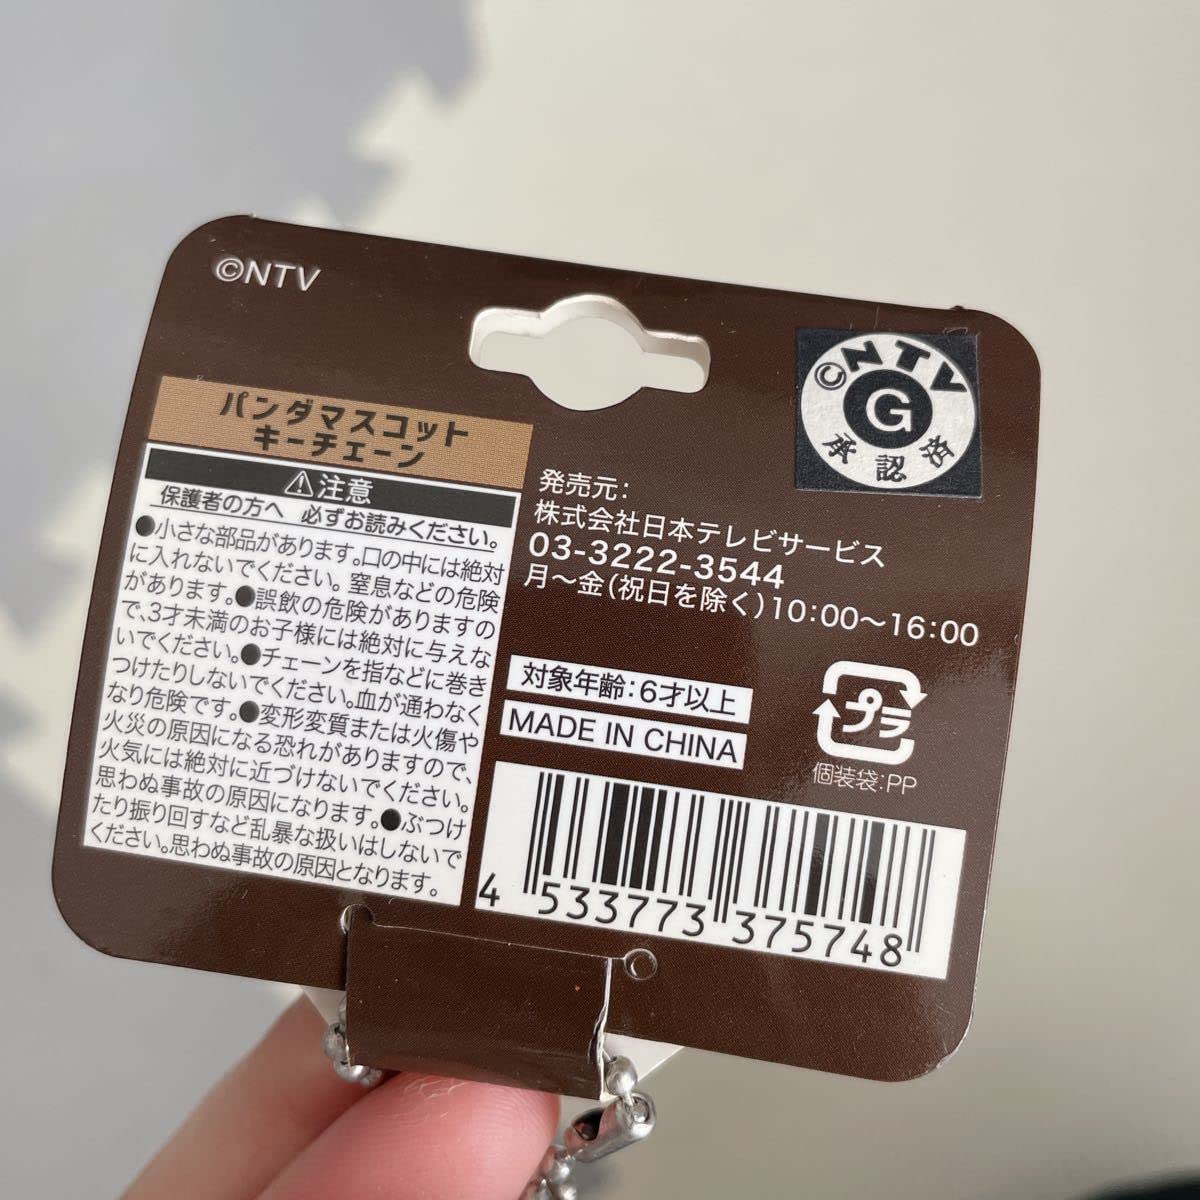 ©NTV
パンダマスコット
キーチェーン
⚠注意
保護者の方へ 必ずお読みください。
●小さな部品があります。口の中には絶対
に入れないでください。窒息などの危険
があります。●誤飲の危険がありますの
で、3才未満のお子様には絶対に与えな
いでください。●チェーンを指などに巻き
つけたりしないでください。血が通わなく
なり危険です。●変形変質または火傷や
火災の原因になる恐れがありますので、
火気には絶対に近づけないでください。
思わぬ事故の原因になります。●ぶつけ
たり振り回すなど乱暴な扱いはしないで
ください。思わぬ事故の原因となります。
©NTV
G
承認済
発売元：
株式会社日本テレビサービス
03-3222-3544
月〜金(祝日を除く)10：00〜16：00
対象年齢：6才以上
MADE IN CHINA
プラ
個装袋：PP
4 533773 375748